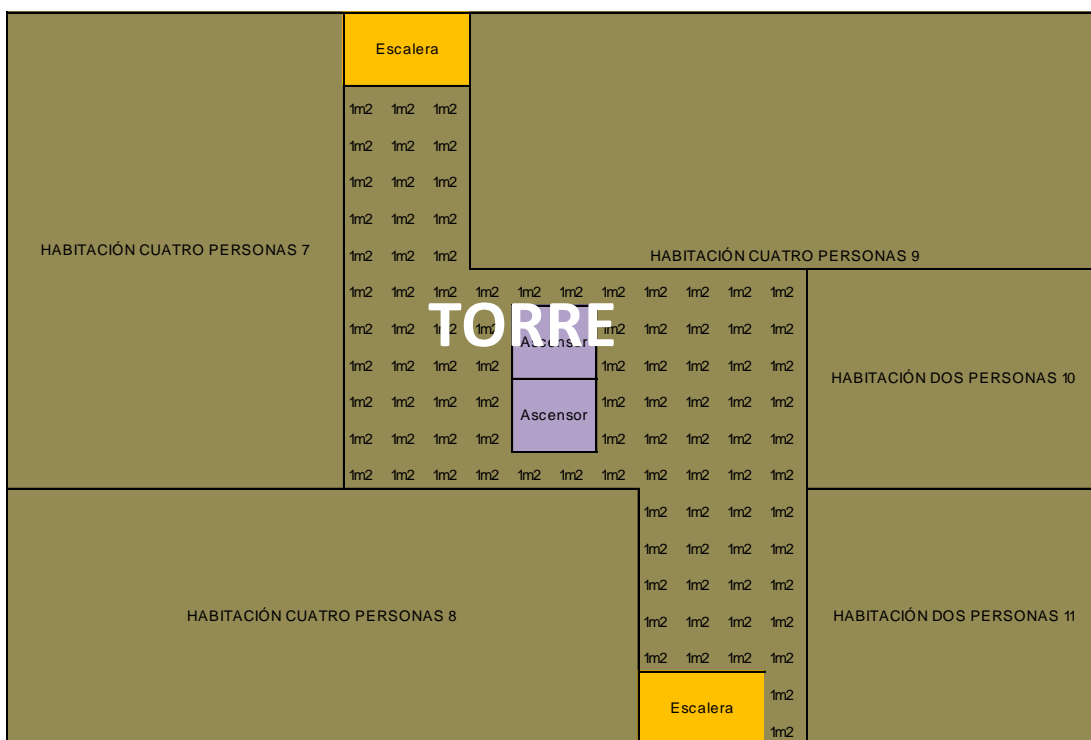 Escalera
1m2 1m2 1m2
1m2 1m2 1m2
1m2 1m2 1m2
1m2 1m2 1m2
HABITACIÓN CUATRO PERSONAS 7 1m2 1m2 1m2 HABITACIÓN CUATRO PERSONAS 9
1m2 1m2 1m2 1m2 1m2 1m2 1m2 1m2 1m2 1m2 1m2
TORRE
1m2 1m2 1m2 1m2 1m2 1m2 1m2 1m2 1m2
Ascensor
1m2 1m2 1m2 1m2 1m2 1m2 1m2 1m2 1m2
HABITACIÓN DOS PERSONAS 10
1m2 1m2 1m2 1m2 1m2 1m2 1m2 1m2 1m2
Ascensor
1m2 1m2 1m2 1m2 1m2 1m2 1m2 1m2 1m2
1m2 1m2 1m2 1m2 1m2 1m2 1m2 1m2 1m2 1m2 1m2
1m2 1m2 1m2 1m2
1m2 1m2 1m2 1m2
1m2 1m2 1m2 1m2
HABITACIÓN CUATRO PERSONAS 8 1m2 1m2 1m2 1m2 HABITACIÓN DOS PERSONAS 11
1m2 1m2 1m2 1m2
1m2
Escalera
1m2